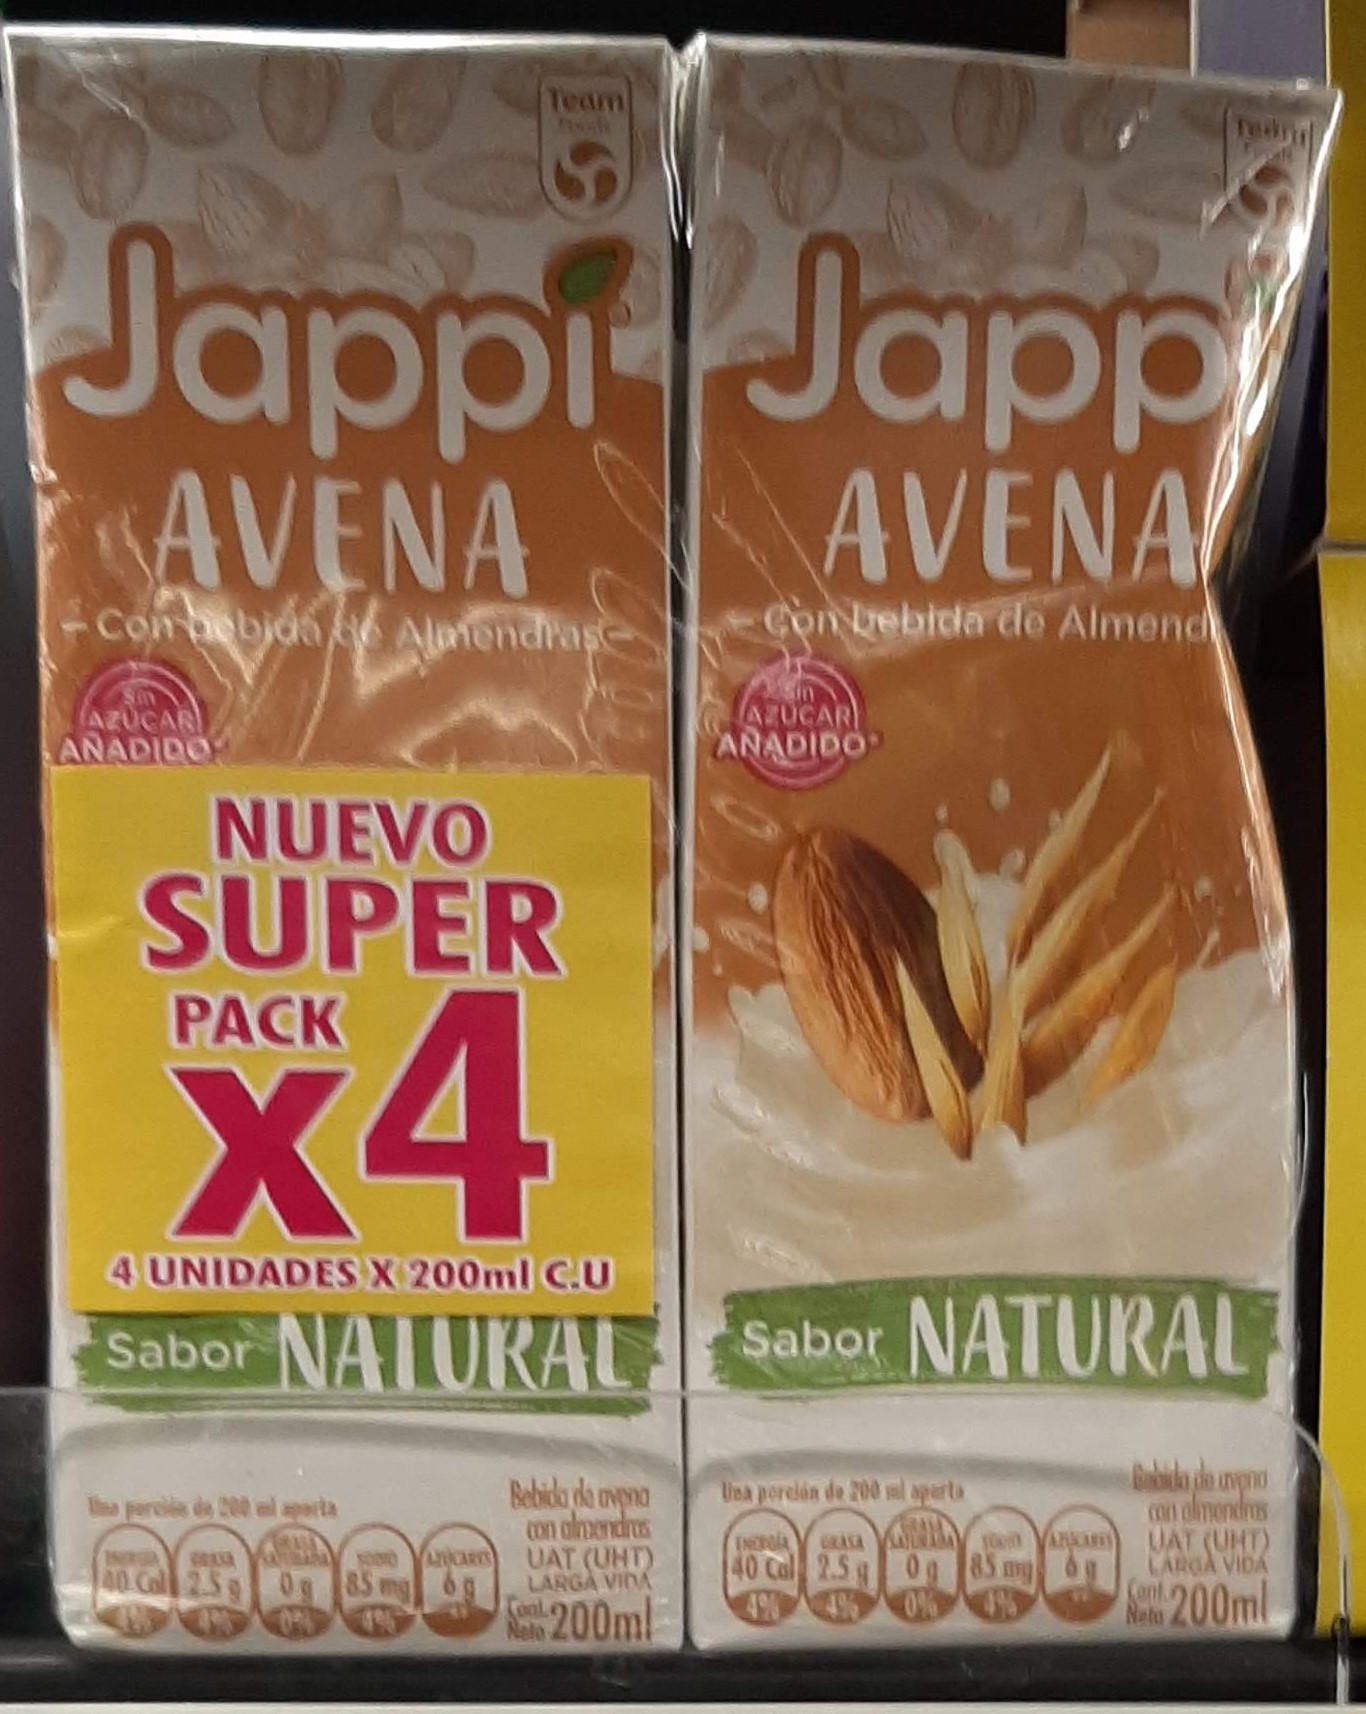 Team
Foods
Jappi
AVENA
Con bebida de Almendras
Sin
AZÚCAR
AÑADIDO*
NUEVO
SUPER
PACK
x4
4 UNIDADES X 200ml C.U
Sabor NATURAL
Una porción de 200 ml aporta
ENERGÍA
40 Cal
4%
GRASA
2.5 g
4%
GRASA
SATURADA
0 g
0%
SODIO
85 mg
4%
AZÚCARES
6 g
Bebida de avena
con almendras
UAT (UHT)
LARGA VIDA
Cont.
Neto 200ml
Team
Japp
AVENA
Con bebida de Almend
Sin
AZÚCAR
AÑADIDO*
Sabor NATURAL
Una porción de 200 ml aporta
ENERGÍA
40 Cal
4%
GRASA
2.5 g
4%
GRASA
SATURADA
0 g
0%
SODIO
85 mg
4%
AZÚCARES
6 g
Bebida de avena
con almendras
UAT (UHT)
LARGA VIDA
Cont.
Neto 200ml